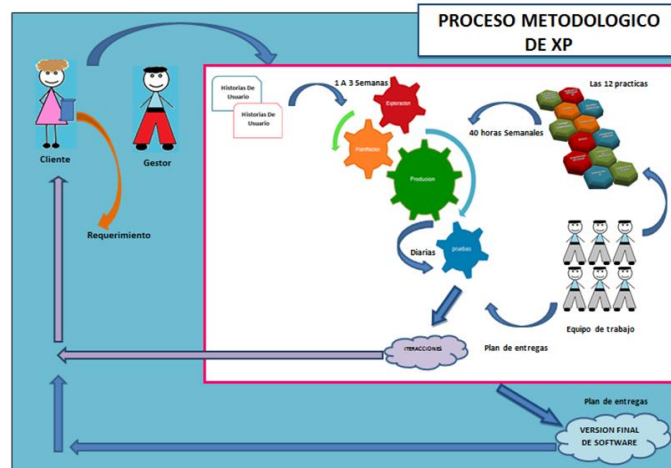 PROCESO METODOLOGICO
DE XP
Historias De
Usuario
Historias De
Usuario
1 A 3 Semanas
Exploracion
Planificacion
Produccion
Diarias
pruebas
Las 12 practicas
40 horas Semanales
Cliente
Gestor
Requerimiento
Equipo de trabajo
Plan de entregas
ITERACCIONES
Plan de entregas
VERSION FINAL
DE SOFTWARE